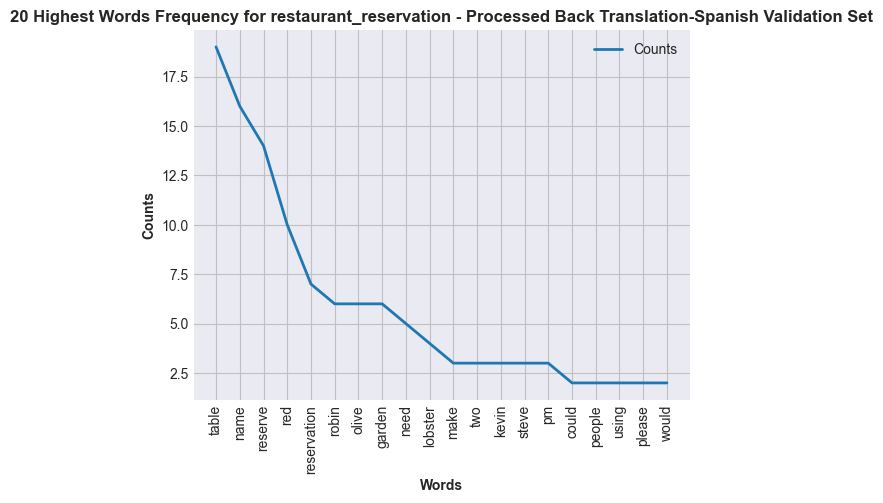 20 Highest Words Frequency for restaurant_reservation - Processed Back Translation-Spanish Validation Set
Counts
17.5
15.0
12.5
10.0
7.5
5.0
2.5
Counts
table
name
reserve
red
reservation
robin
olive
garden
need
lobster
make
two
kevin
steve
pm
could
people
using
please
would
Words